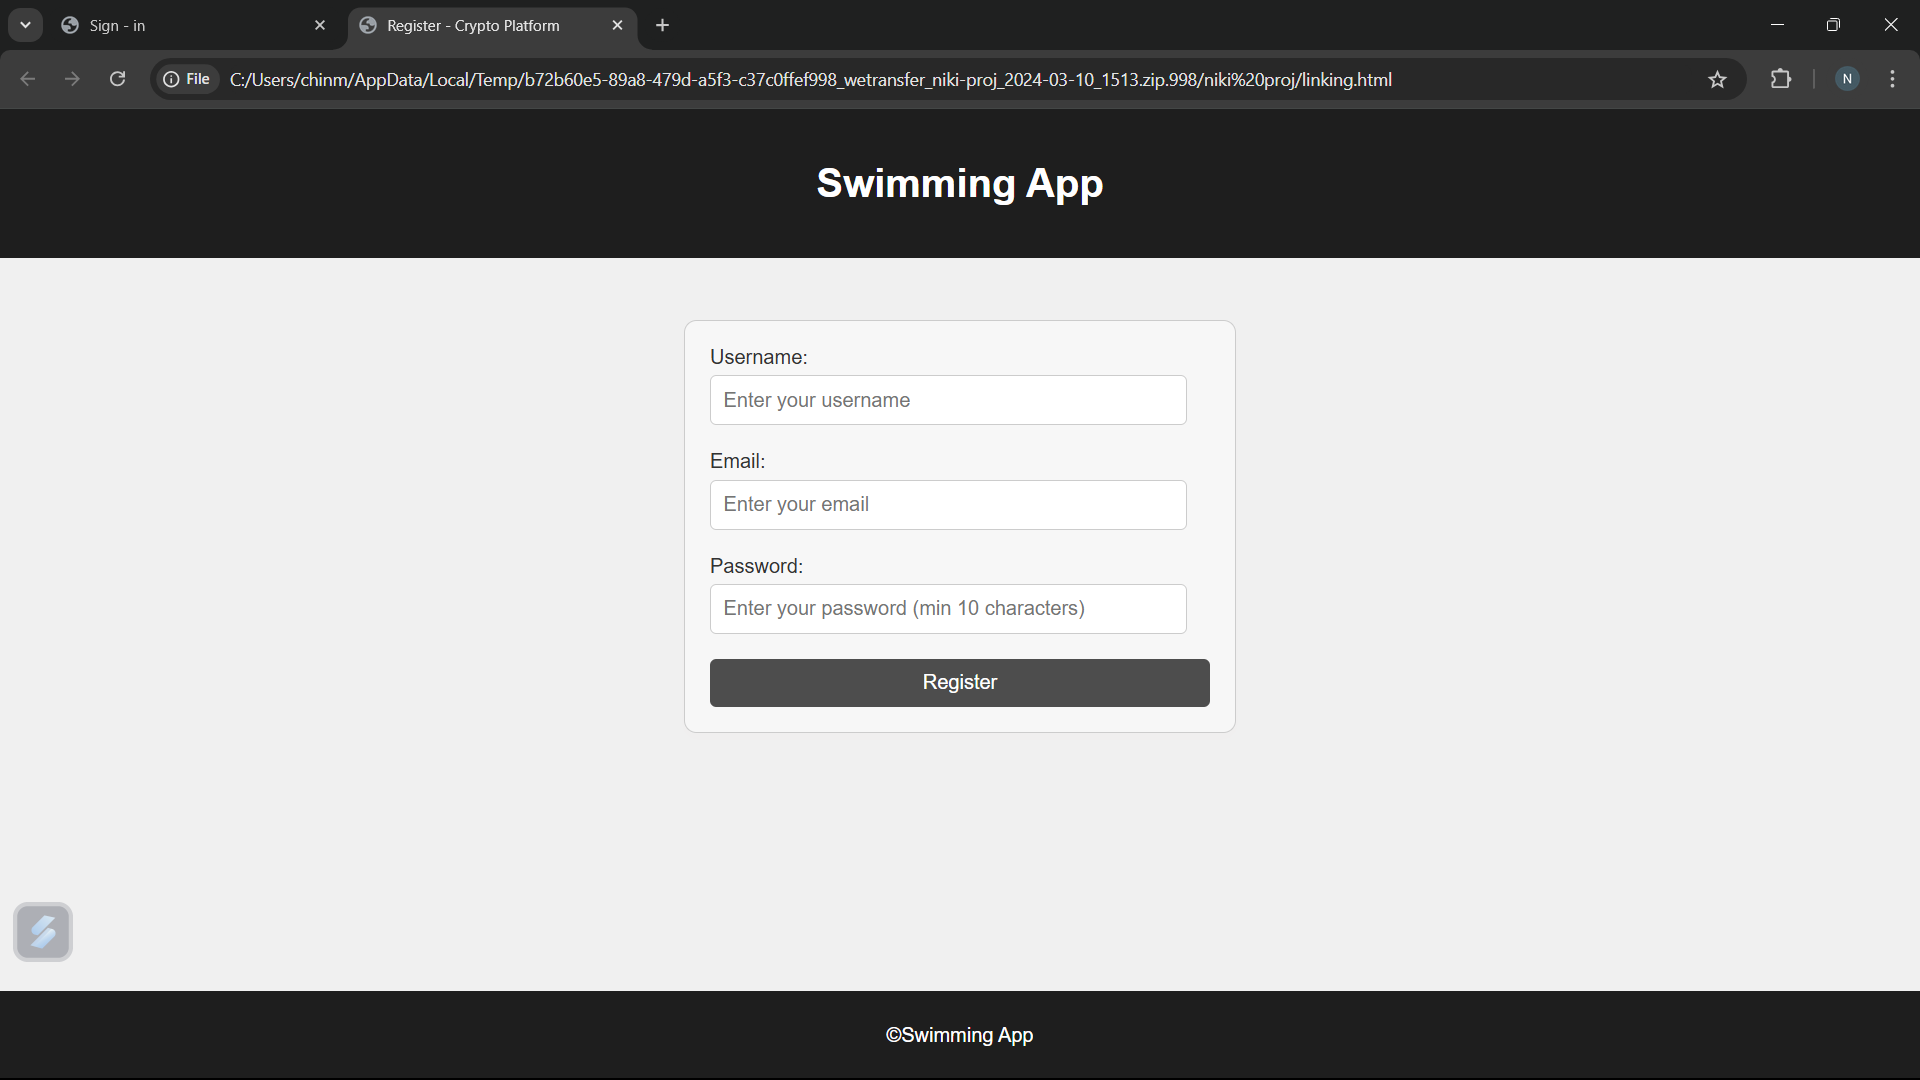 Sign - in
Register - Crypto Platform
File
C:/Users/chinm/AppData/Local/Temp/b72b60e5-89a8-479d-a5f3-c37c0ffef998_wetransfer_niki-proj_2024-03-10_1513.zip.998/niki%20proj/linking.html
N
Swimming App
Username:
Enter your username
Email:
Enter your email
Password:
Enter your password (min 10 characters)
Register
©Swimming App